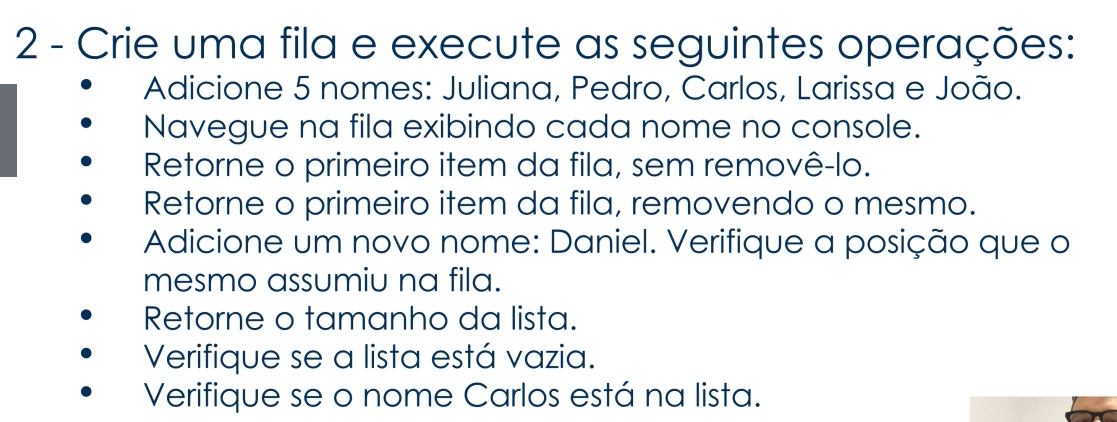 2 - Crie uma fila e execute as seguintes operações:
• Adicione 5 nomes: Juliana, Pedro, Carlos, Larissa e João.
• Navegue na fila exibindo cada nome no console.
• Retorne o primeiro item da fila, sem removê-lo.
• Retorne o primeiro item da fila, removendo o mesmo.
• Adicione um novo nome: Daniel. Verifique a posição que o
mesmo assumiu na fila.
• Retorne o tamanho da lista.
• Verifique se a lista está vazia.
• Verifique se o nome Carlos está na lista.